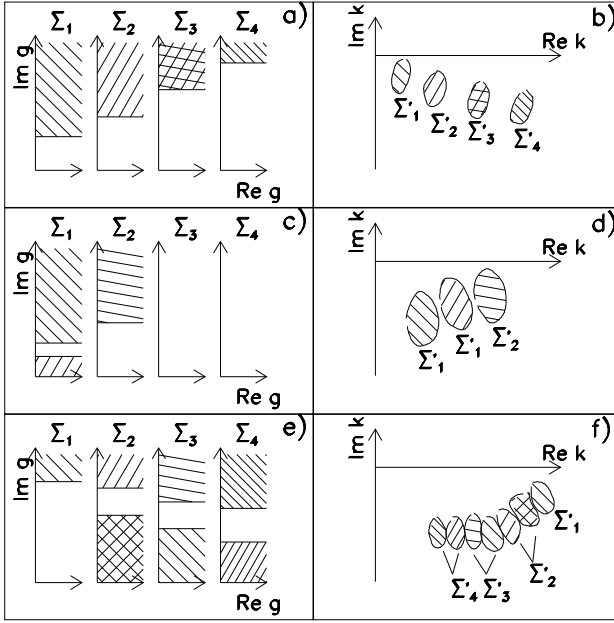 Σ₁ Σ₂ Σ₃ Σ₄ a)
Im g
Re g
b)
Im k
Re k
Σ'₁ Σ'₂ Σ'₃ Σ'₄
Σ₁ Σ₂ Σ₃ Σ₄ c)
Im g
Re g
d)
Im k
Re k
Σ'₁ Σ'₁ Σ'₂
Σ₁ Σ₂ Σ₃ Σ₄ e)
Im g
Re g
f)
Im k
Re k
Σ'₁
Σ'₄ Σ'₃ Σ'₂